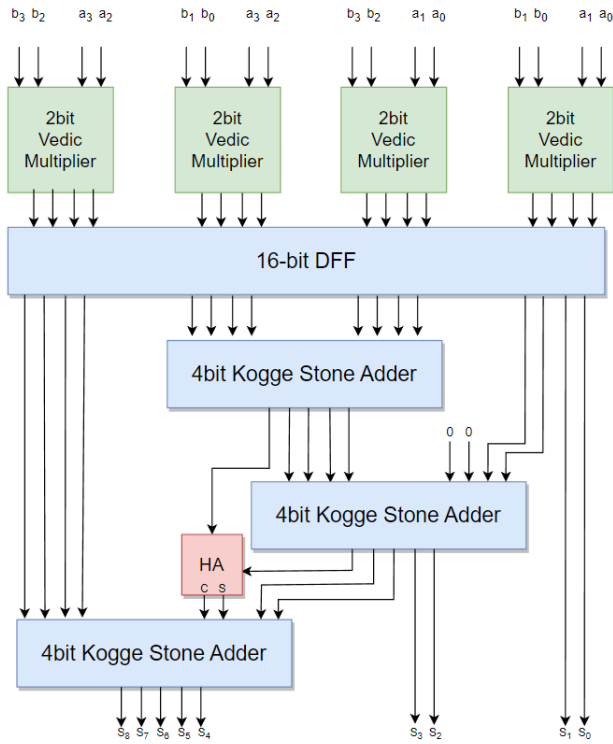 b3 b2 a3 a2 b1 b0 a3 a2 b3 b2 a1 a0 b1 b0 a1 a0
2bit Vedic Multiplier
2bit Vedic Multiplier
2bit Vedic Multiplier
2bit Vedic Multiplier
16-bit DFF
4bit Kogge Stone Adder
0 0
4bit Kogge Stone Adder
HA
C S
4bit Kogge Stone Adder
S8 S7 S6 S5 S4 S3 S2 S1 S0